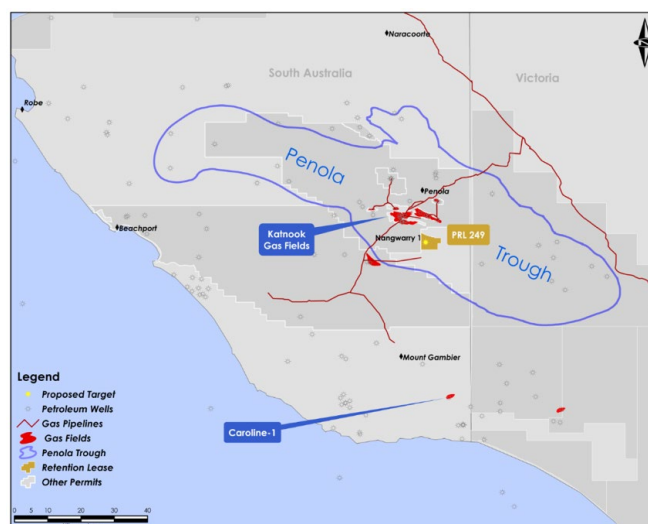 Naracoorte
South Australia
Victoria
Robe
Penola
Penola
Beachport
Katnook
Gas Fields
Nangwarry 1
PRL 249
Trough
Mount Gambier
Caroline-1
Legend
Proposed Target
Petroleum Wells
Gas Pipelines
Gas Fields
Penola Trough
Retention Lease
Other Permits
0 10 20 30 40